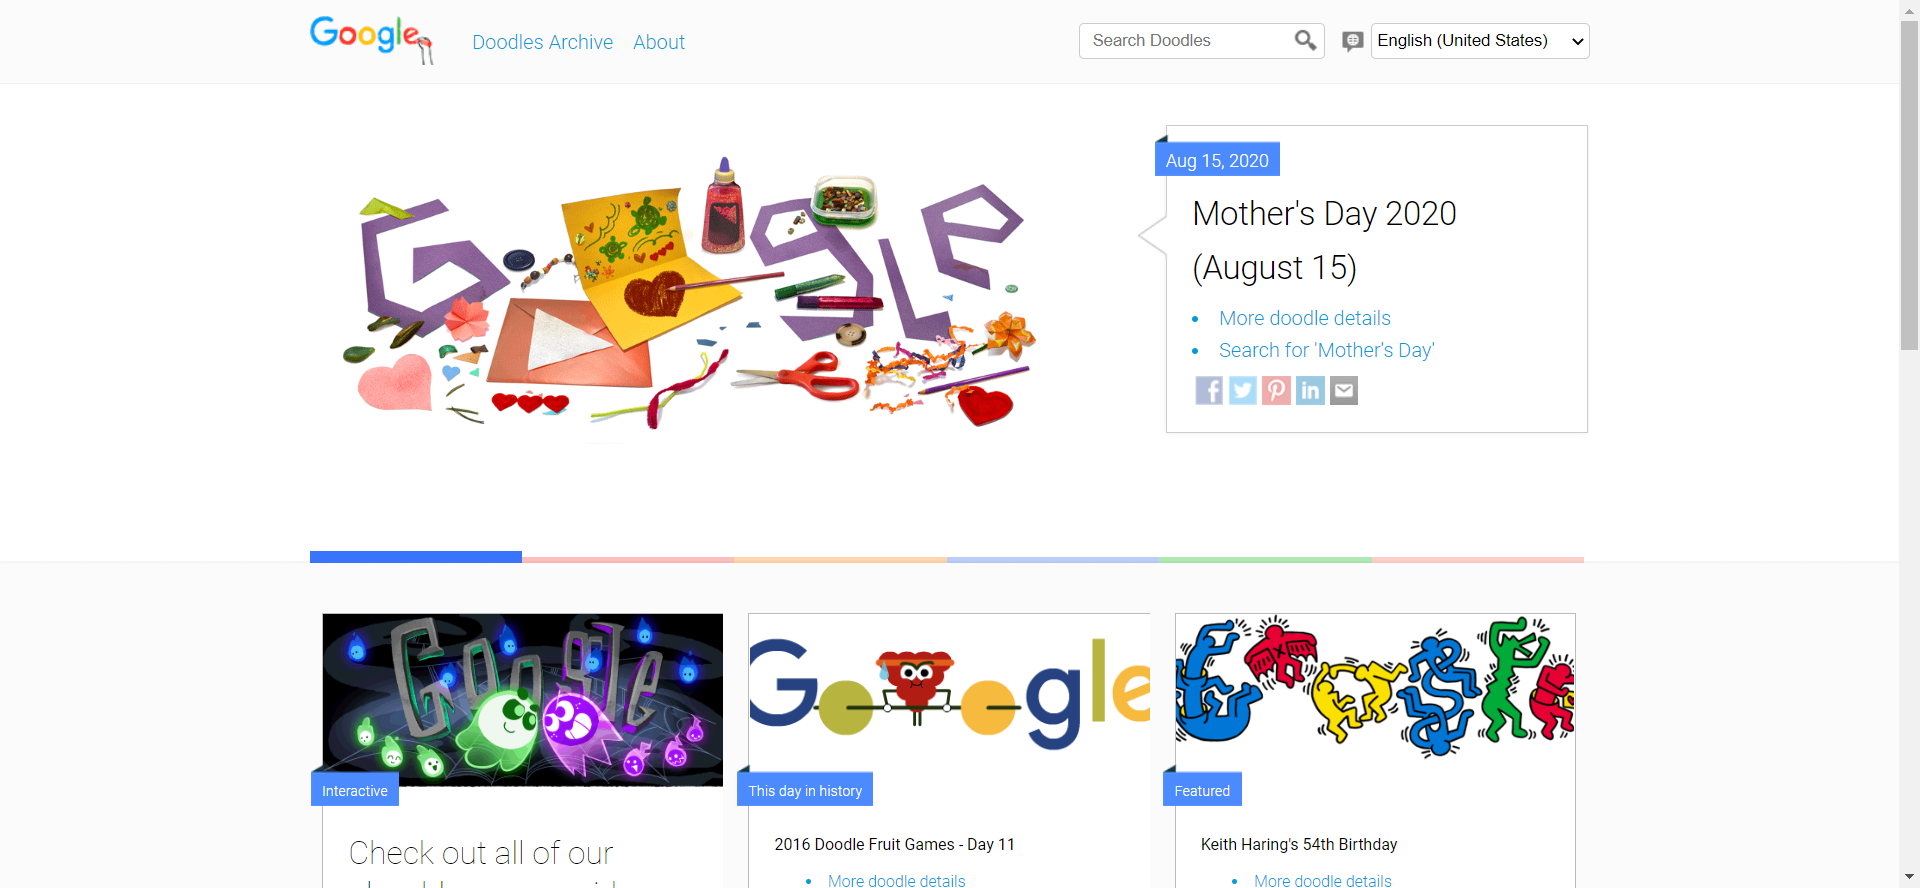 Google
Doodles Archive
About
Search Doodles
English (United States)
Aug 15, 2020
Mother's Day 2020
(August 15)
More doodle details
Search for 'Mother's Day'
Google
Interactive
Check out all of our
Google
This day in history
2016 Doodle Fruit Games - Day 11
More doodle details
Featured
Keith Haring's 54th Birthday
More doodle details